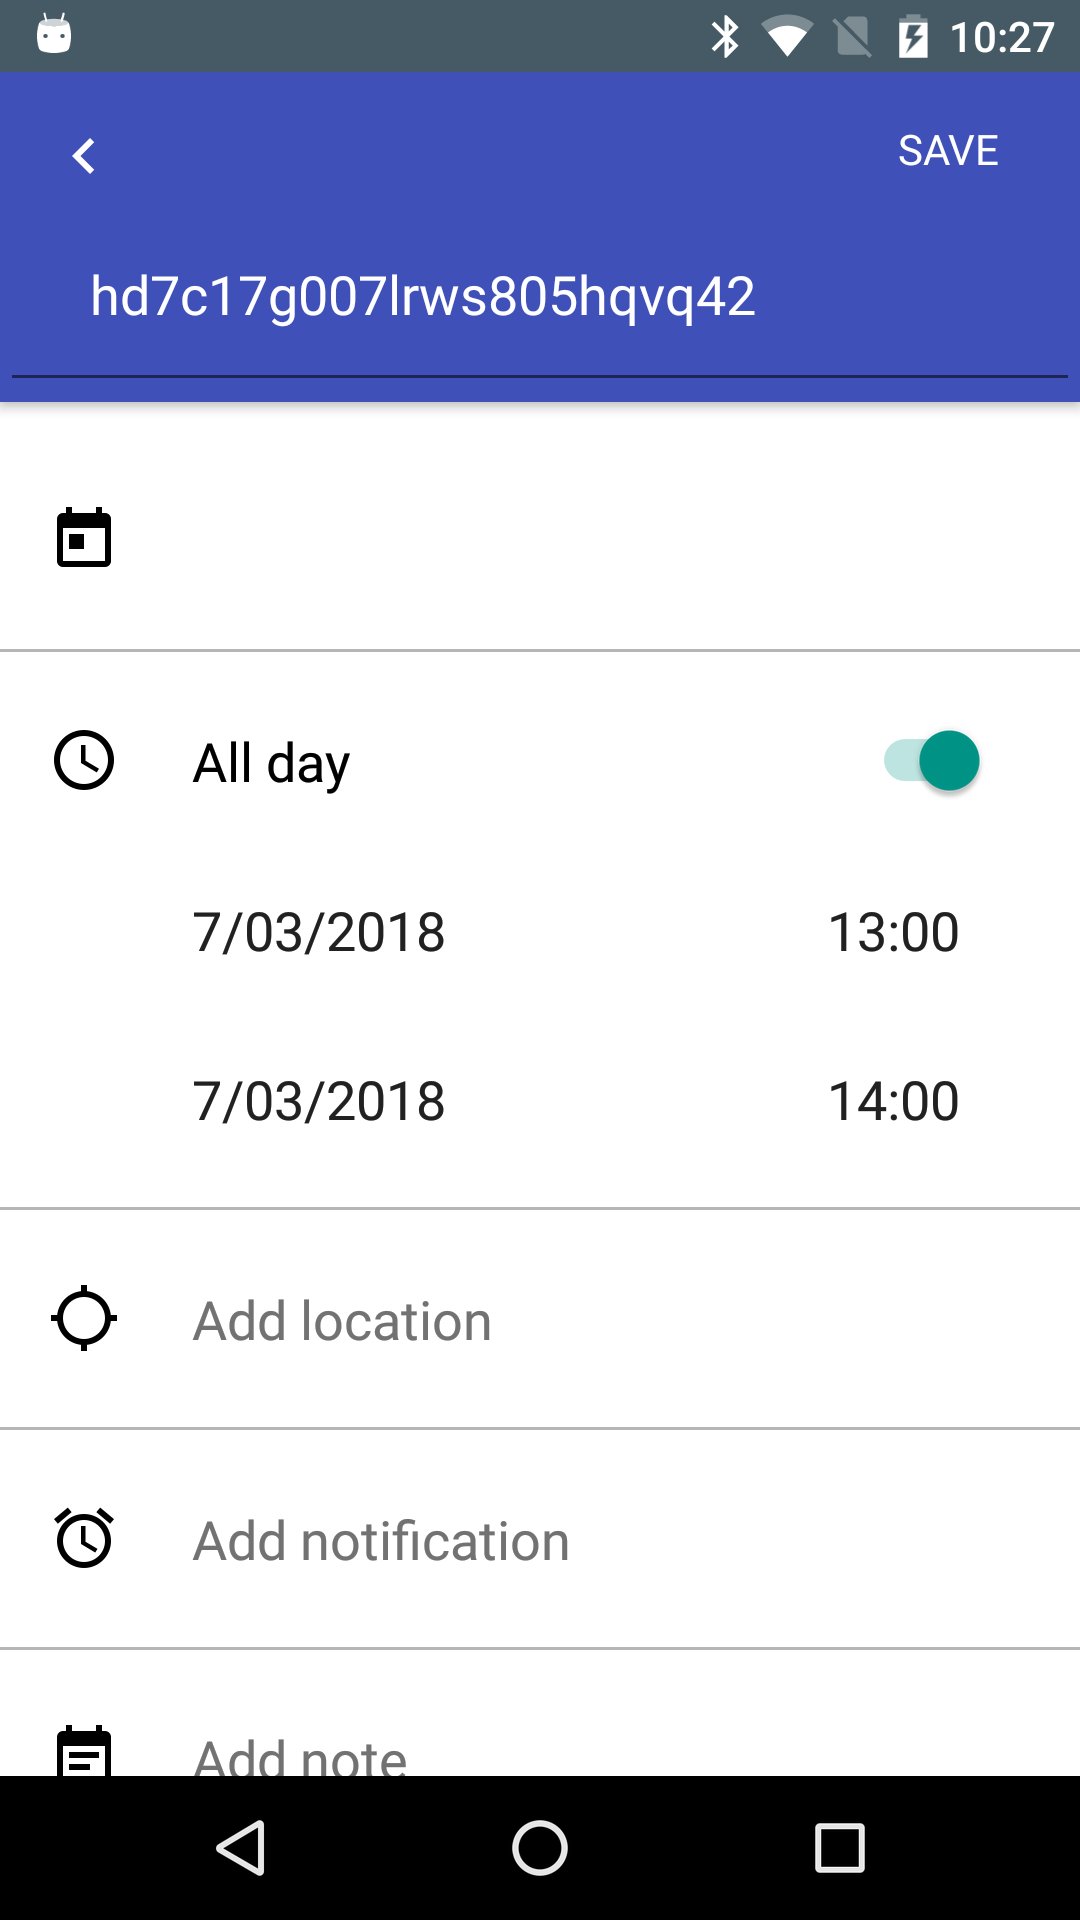 10:27
SAVE
hd7c17g007lrws805hqvq42
All day
7/03/2018 13:00
7/03/2018 14:00
Add location
Add notification
Add note